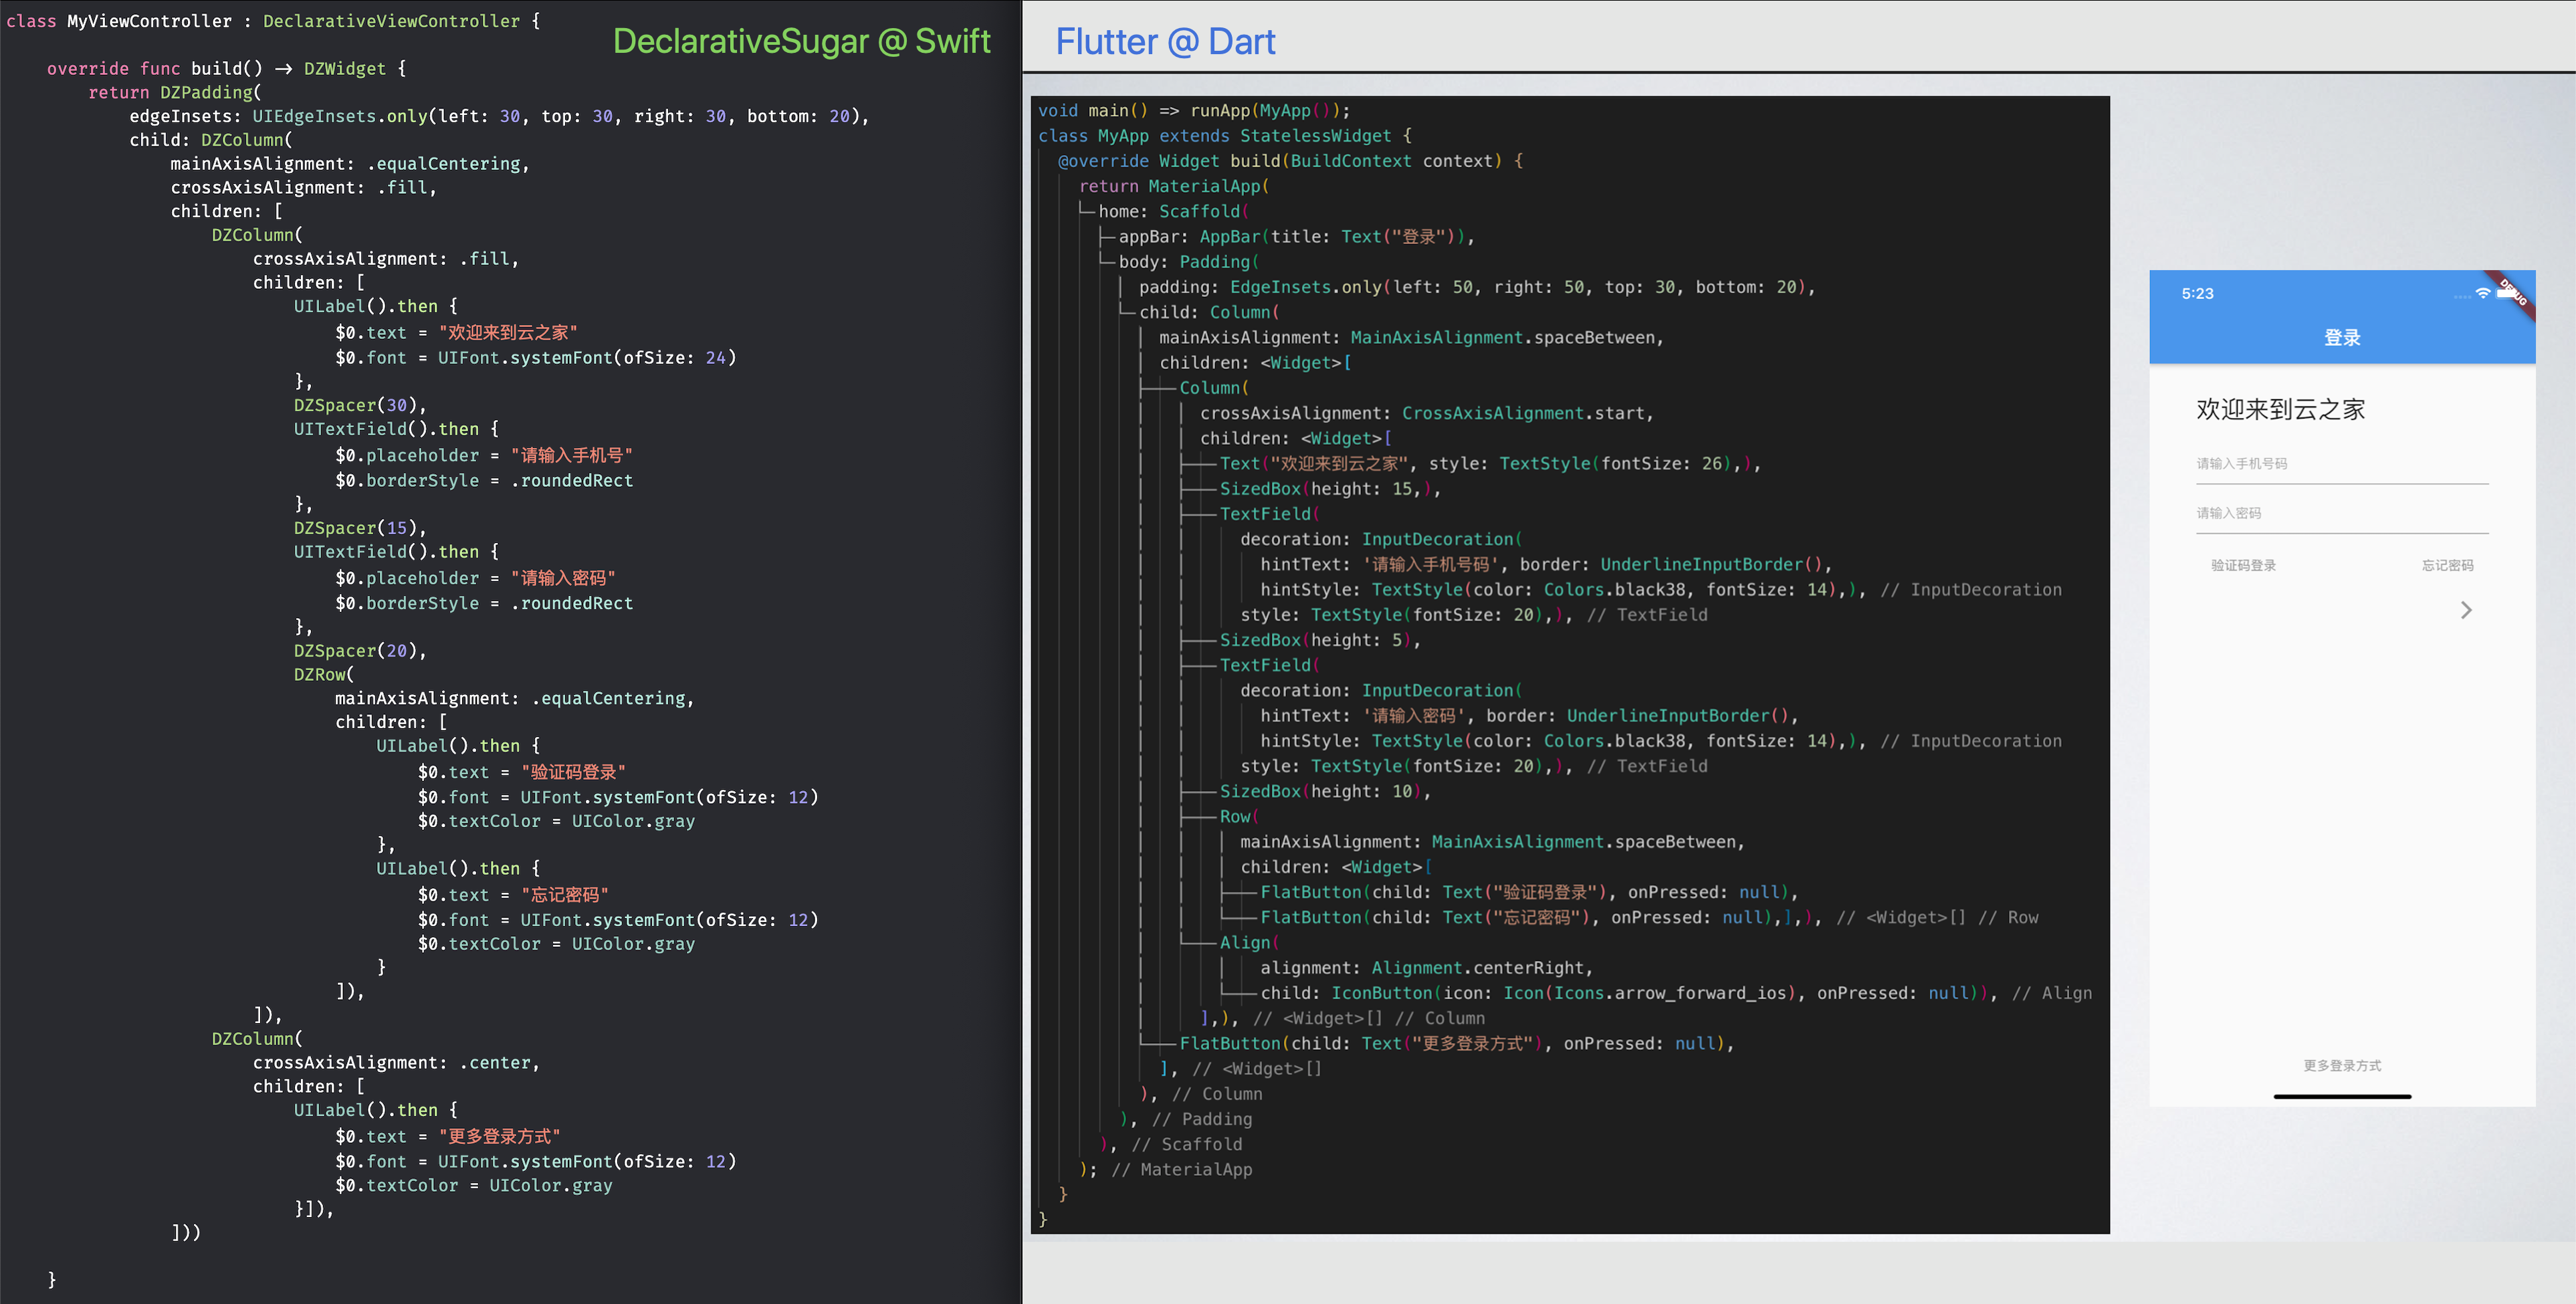 class MyViewController : DeclarativeViewController {
DeclarativeSugar @ Swift
override func build() → DZWidget {
return DZPadding(
edgeInsets: UIEdgeInsets.only(left: 30, top: 30, right: 30, bottom: 20),
child: DZColumn(
mainAxisAlignment: .equalCentering,
crossAxisAlignment: .fill,
children: [
DZColumn(
crossAxisAlignment: .fill,
children: [
UILabel().then {
$0.text = "欢迎来到云之家"
$0.font = UIFont.systemFont(ofSize: 24)
},
DZSpacer(30),
UITextField().then {
$0.placeholder = "请输入手机号"
$0.borderStyle = .roundedRect
},
DZSpacer(15),
UITextField().then {
$0.placeholder = "请输入密码"
$0.borderStyle = .roundedRect
},
DZSpacer(20),
DZRow(
mainAxisAlignment: .equalCentering,
children: [
UILabel().then {
$0.text = "验证码登录"
$0.font = UIFont.systemFont(ofSize: 12)
$0.textColor = UIColor.gray
},
UILabel().then {
$0.text = "忘记密码"
$0.font = UIFont.systemFont(ofSize: 12)
$0.textColor = UIColor.gray
}
]),
]),
DZColumn(
crossAxisAlignment: .center,
children: [
UILabel().then {
$0.text = "更多登录方式"
$0.font = UIFont.systemFont(ofSize: 12)
$0.textColor = UIColor.gray
}]),
]))
}
Flutter @ Dart
void main() => runApp(MyApp());
class MyApp extends StatelessWidget {
@override Widget build(BuildContext context) {
return MaterialApp(
home: Scaffold(
appBar: AppBar(title: Text("登录")),
body: Padding(
padding: EdgeInsets.only(left: 50, right: 50, top: 30, bottom: 20),
child: Column(
mainAxisAlignment: MainAxisAlignment.spaceBetween,
children: <Widget>[
Column(
crossAxisAlignment: CrossAxisAlignment.start,
children: <Widget>[
Text("欢迎来到云之家", style: TextStyle(fontSize: 26),),
SizedBox(height: 15,),
TextField(
decoration: InputDecoration(
hintText: '请输入手机号码', border: UnderlineInputBorder(),
hintStyle: TextStyle(color: Colors.black38, fontSize: 14),), // InputDecoration
style: TextStyle(fontSize: 20),), // TextField
SizedBox(height: 5),
TextField(
decoration: InputDecoration(
hintText: '请输入密码', border: UnderlineInputBorder(),
hintStyle: TextStyle(color: Colors.black38, fontSize: 14),), // InputDecoration
style: TextStyle(fontSize: 20),), // TextField
SizedBox(height: 10),
Row(
mainAxisAlignment: MainAxisAlignment.spaceBetween,
children: <Widget>[
FlatButton(child: Text("验证码登录"), onPressed: null),
FlatButton(child: Text("忘记密码"), onPressed: null),],), // <Widget>[] // Row
Align(
alignment: Alignment.centerRight,
child: IconButton(icon: Icon(Icons.arrow_forward_ios), onPressed: null)), // Align
],), // <Widget>[] // Column
FlatButton(child: Text("更多登录方式"), onPressed: null),
], // <Widget>[]
), // Column
), // Padding
), // Scaffold
); // MaterialApp
}
}
5:23
DEBUG
登录
欢迎来到云之家
请输入手机号码
请输入密码
验证码登录 忘记密码
更多登录方式